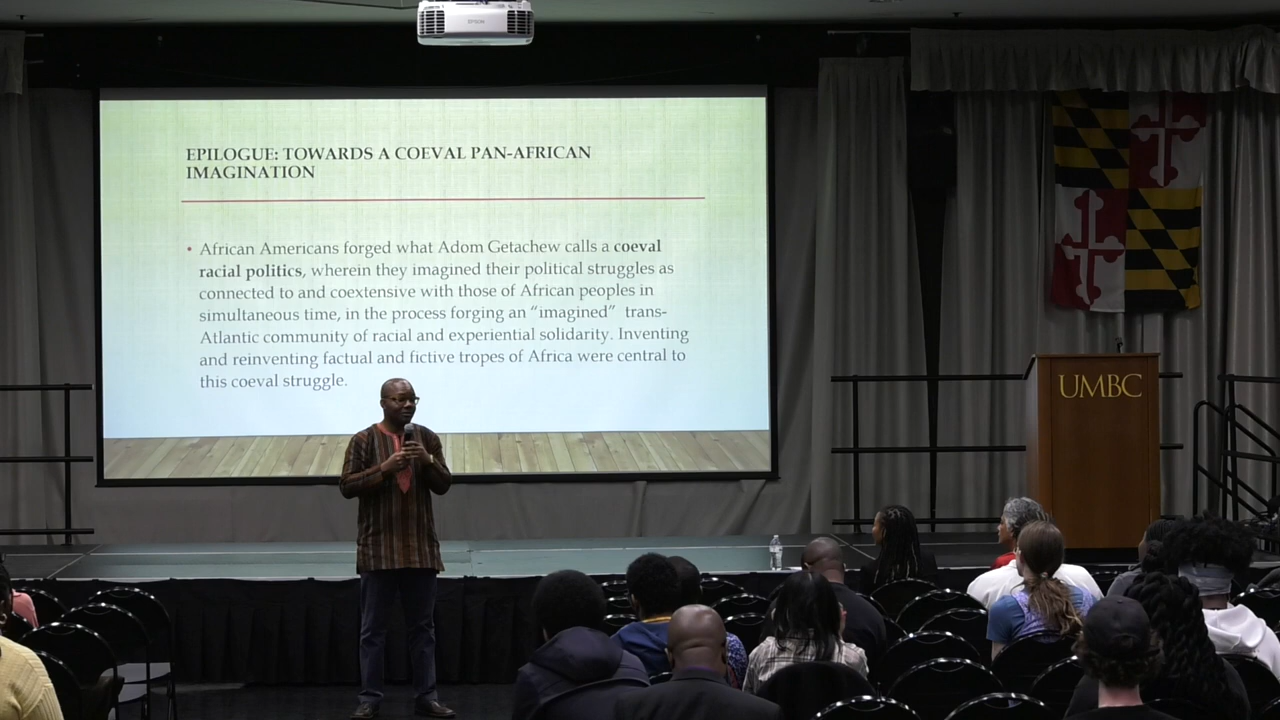 EPSON
EPILOGUE: TOWARDS A COEVAL PAN-AFRICAN
IMAGINATION
• African Americans forged what Adom Getachew calls a coeval
racial politics, wherein they imagined their political struggles as
connected to and coextensive with those of African peoples in
simultaneous time, in the process forging an “imagined” trans-
Atlantic community of racial and experiential solidarity. Inventing
and reinventing factual and fictive tropes of Africa were central to
this coeval struggle.
UMBC